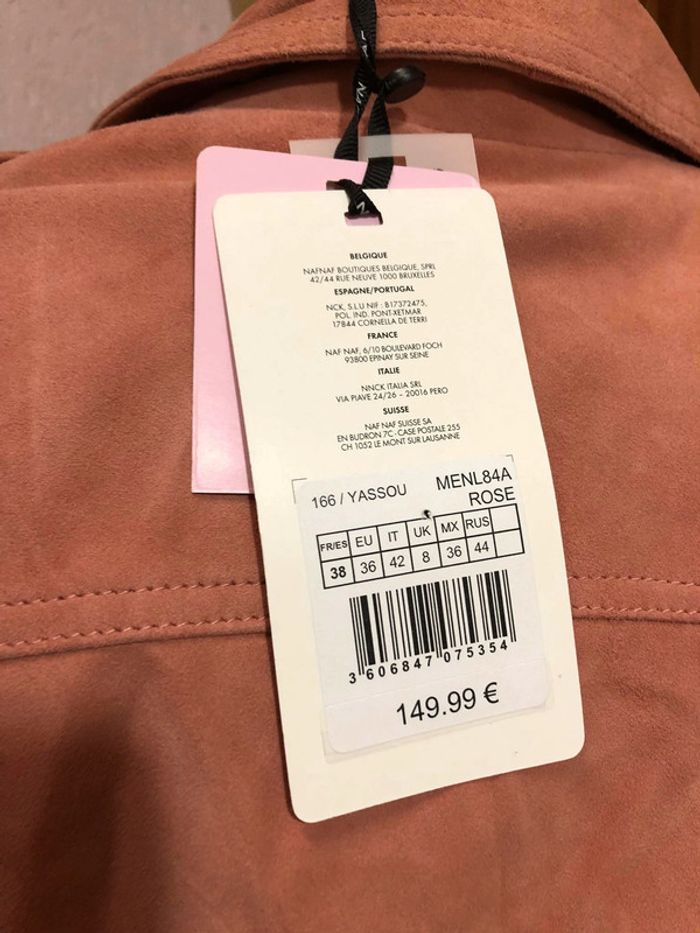 BELGIQUE
NAFNAF BOUTIQUES BELGIQUE, SPRL
42/44 RUE NEUVE 1000 BRUXELLES
ESPAGNE/PORTUGAL
NCK, S.L.U NIF : B17372475,
POL. IND. PONT-XETMAR
17844 CORNELLA DE TERRI
FRANCE
NAF NAF, 6/10 BOULEVARD FOCH
93800 EPINAY SUR SEINE
ITALIE
NNCK ITALIA SRL
VIA PIAVE 24/26 - 20016 PERO
SUISSE
NAF NAF SUISSE SA
EN BUDRON 7C - CASE POSTALE 255
CH 1052 LE MONT SUR LAUSANNE
166 / YASSOU MENL84A
ROSE
FR/ES EU IT UK MX RUS
38 36 42 8 36 44
3 606847 075354
149.99 €